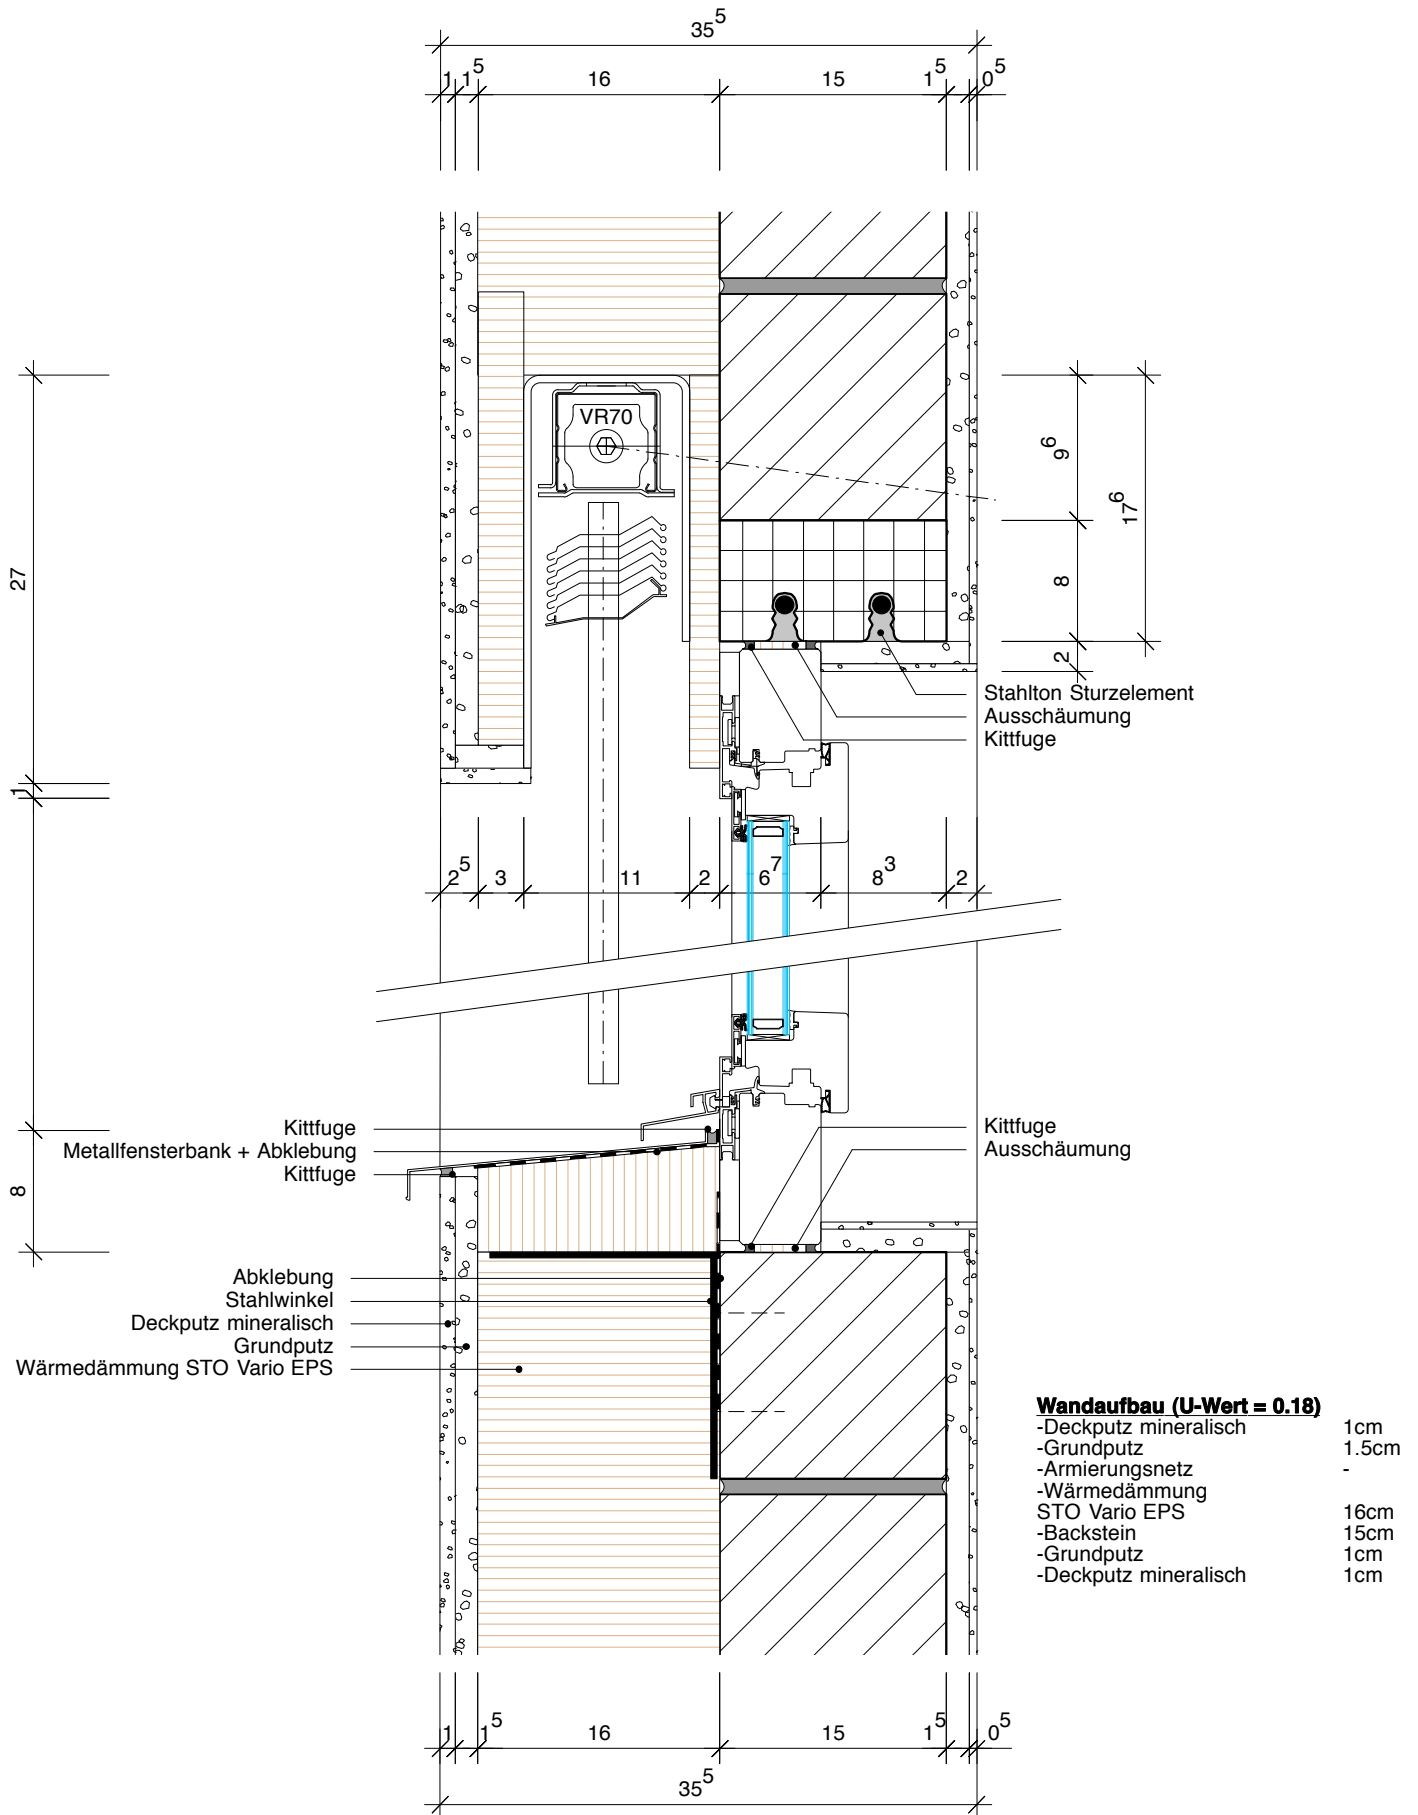 35⁵
1 1⁵ 16 15 1⁵ 0⁵
VR70
27
1
9⁶
17⁶
8
2
Stahlton Sturzelement
Ausschäumung
Kittfuge
2⁵ 3 11 2 6⁷ 8³ 2
Kittfuge
Metallfensterbank + Abklebung
Kittfuge
Kittfuge
Ausschäumung
8
Abklebung
Stahlwinkel
Deckputz mineralisch
Grundputz
Wärmedämmung STO Vario EPS
Wandaufbau (U-Wert = 0.18)
-Deckputz mineralisch 1cm
-Grundputz 1.5cm
-Armierungsnetz -
-Wärmedämmung
STO Vario EPS 16cm
-Backstein 15cm
-Grundputz 1cm
-Deckputz mineralisch 1cm
1 1⁵ 16 15 1⁵ 0⁵
35⁵